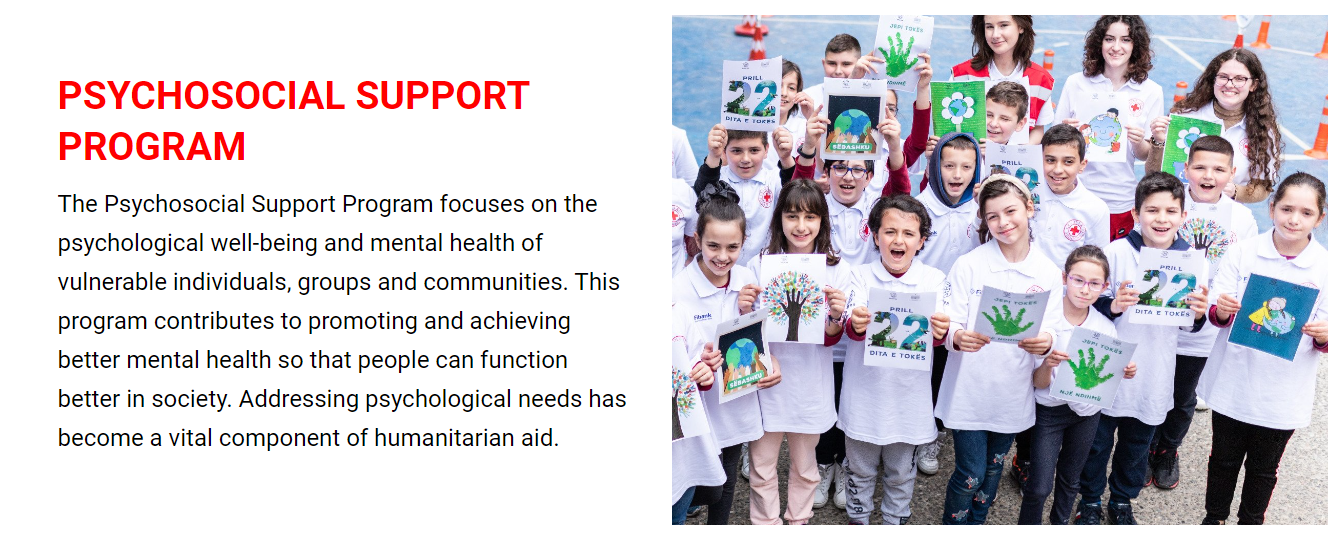 PSYCHOSOCIAL SUPPORT
PROGRAM
The Psychosocial Support Program focuses on the
psychological well-being and mental health of
vulnerable individuals, groups and communities. This
program contributes to promoting and achieving
better mental health so that people can function
better in society. Addressing psychological needs has
become a vital component of humanitarian aid.
JEPI TOKËS
NDIHMË
PRILL
22
DITA E TOKËS
SËBASHKU
PRILL
22
PRILL
22
DITA E TOKËS
JEPI TOKËS
PRILL
22
DITA E TOKËS
SËBASHKU
JEPI TOKËS
NJË NDIHMË